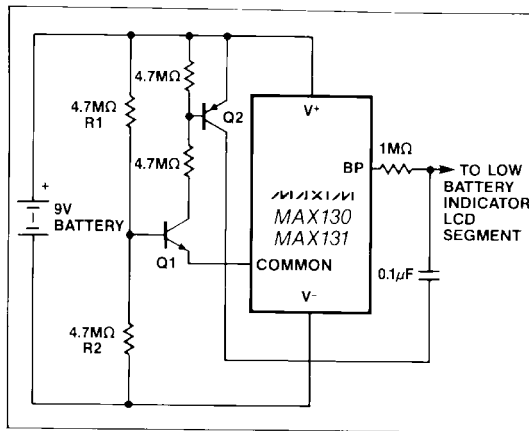 4.7MΩ
4.7MΩ
R1
Q2
V+
4.7MΩ
1MΩ
BP
TO LOW
BATTERY
INDICATOR
LCD
SEGMENT
+
9V
BATTERY
MAXIM
MAX130
MAX131
Q1
COMMON
0.1µF
V-
4.7MΩ
R2